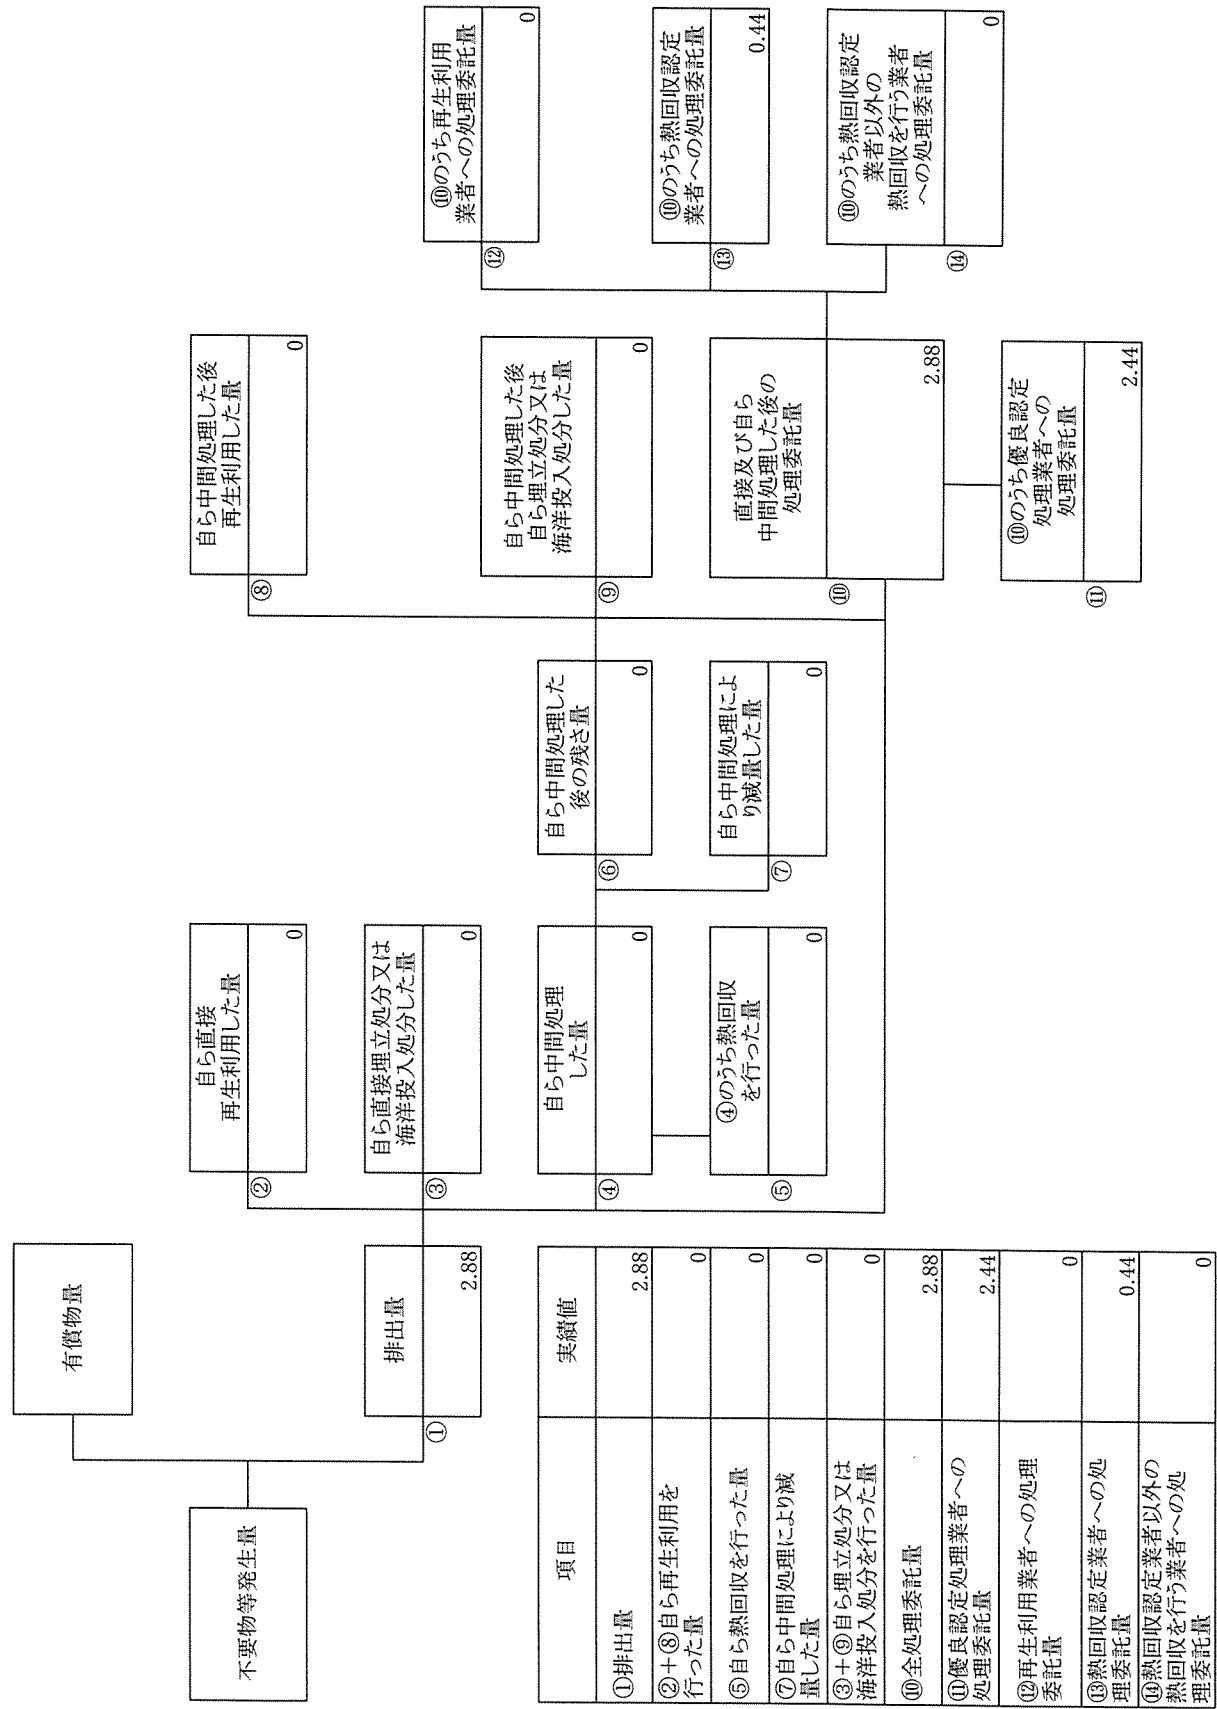 有償物量
不要物等発生量
①
排出量
2.88
②
自ら直接
再生利用した量
0
③
自ら直接埋立処分又は
海洋投入処分した量
0
④
自ら中間処理
した量
0
⑤
④のうち熱回収
を行った量
0
⑥
自ら中間処理した
後の残さ量
0
⑦
自ら中間処理によ
り減量した量
0
⑧
自ら中間処理した後
再生利用した量
0
⑨
自ら中間処理した後
自ら埋立処分又は
海洋投入処分した量
0
⑩
直接及び自ら
中間処理した後の
処理委託量
2.88
⑪
⑩のうち優良認定
処理業者への
処理委託量
2.44
⑫
⑩のうち再生利用
業者への処理委託量
0
⑬
⑩のうち熱回収認定
業者への処理委託量
0.44
⑭
⑩のうち熱回収認定
業者以外の
熱回収を行う業者
への処理委託量
0
項目
実績値
①排出量
2.88
②+⑧自ら再生利用を
行った量
0
⑤自ら熱回収を行った量
0
⑦自ら中間処理により減
量した量
0
③+⑨自ら埋立処分又は
海洋投入処分を行った量
0
⑩全処理委託量
2.88
⑪優良認定処理業者への
処理委託量
2.44
⑫再生利用業者への処理
委託量
0
⑬熱回収認定業者への処
理委託量
0.44
⑭熱回収認定業者以外の
熱回収を行う業者への処
理委託量
0